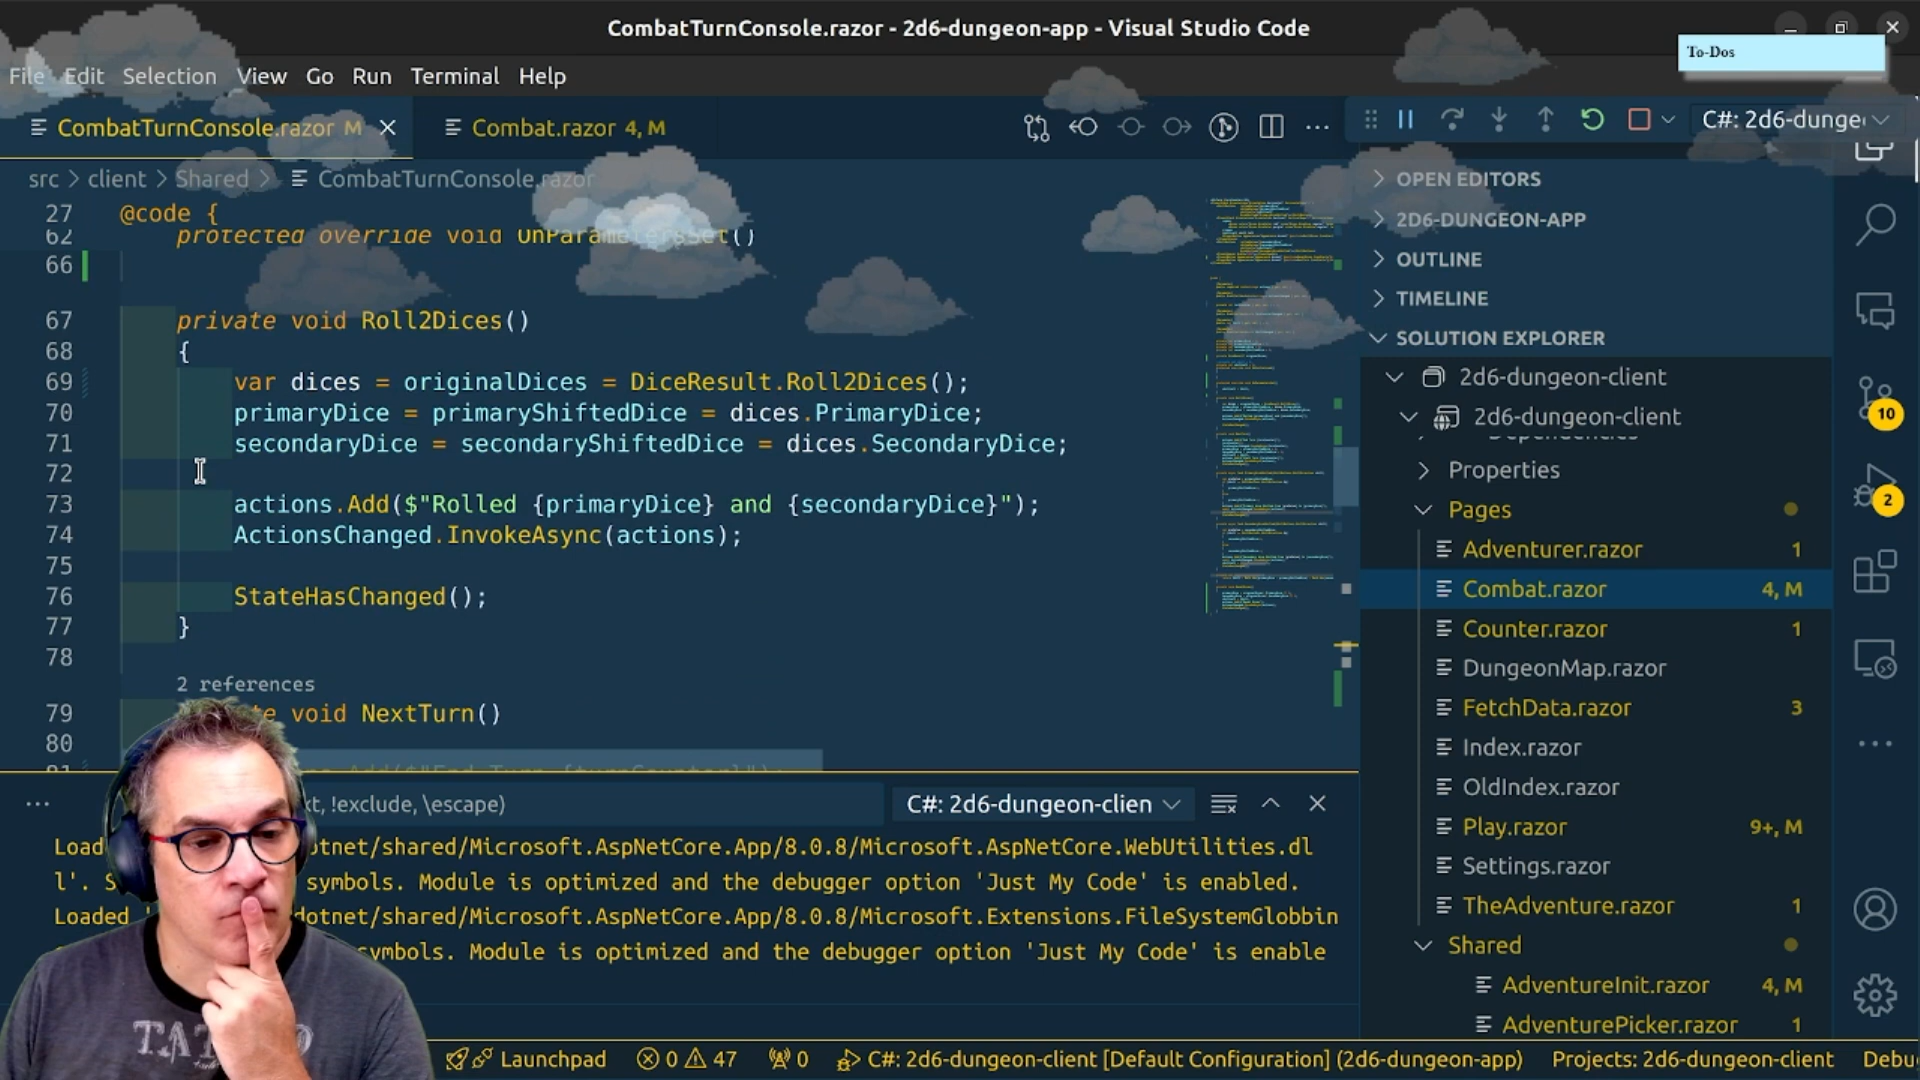 CombatTurnConsole.razor - 2d6-dungeon-app - Visual Studio Code
To-Dos
File Edit Selection View Go Run Terminal Help
CombatTurnConsole.razor M
Combat.razor 4, M
C#: 2d6-dunge
src > client > Shared > CombatTurnConsole.razor
27 @code {
62 protected override void OnParametersSet()
66
67 private void Roll2Dices()
68 {
69 var dices = originalDices = DiceResult.Roll2Dices();
70 primaryDice = primaryShiftedDice = dices.PrimaryDice;
71 secondaryDice = secondaryShiftedDice = dices.SecondaryDice;
72
73 actions.Add($"Rolled {primaryDice} and {secondaryDice}");
74 ActionsChanged.InvokeAsync(actions);
75
76 StateHasChanged();
77 }
78
2 references
79 void NextTurn()
80
81 Add($"End Turn {turnCounter}");
OPEN EDITORS
2D6-DUNGEON-APP
OUTLINE
TIMELINE
SOLUTION EXPLORER
2d6-dungeon-client
2d6-dungeon-client
Dependencies
Properties
Pages
Adventurer.razor 1
Combat.razor 4, M
Counter.razor 1
DungeonMap.razor
FetchData.razor 3
Index.razor
OldIndex.razor
Play.razor 9+, M
Settings.razor
TheAdventure.razor 1
Shared
AdventureInit.razor 4, M
AdventurePicker.razor 1
10
2
!exclude, \escape)
C#: 2d6-dungeon-clien
Load otnet/shared/Microsoft.AspNetCore.App/8.0.8/Microsoft.AspNetCore.WebUtilities.dl
l'. S symbols. Module is optimized and the debugger option 'Just My Code' is enabled.
Loaded ' dotnet/shared/Microsoft.AspNetCore.App/8.0.8/Microsoft.Extensions.FileSystemGlobbin
symbols. Module is optimized and the debugger option 'Just My Code' is enable
Launchpad 0 47 0 C#: 2d6-dungeon-client [Default Configuration] (2d6-dungeon-app) Projects: 2d6-dungeon-client Debu